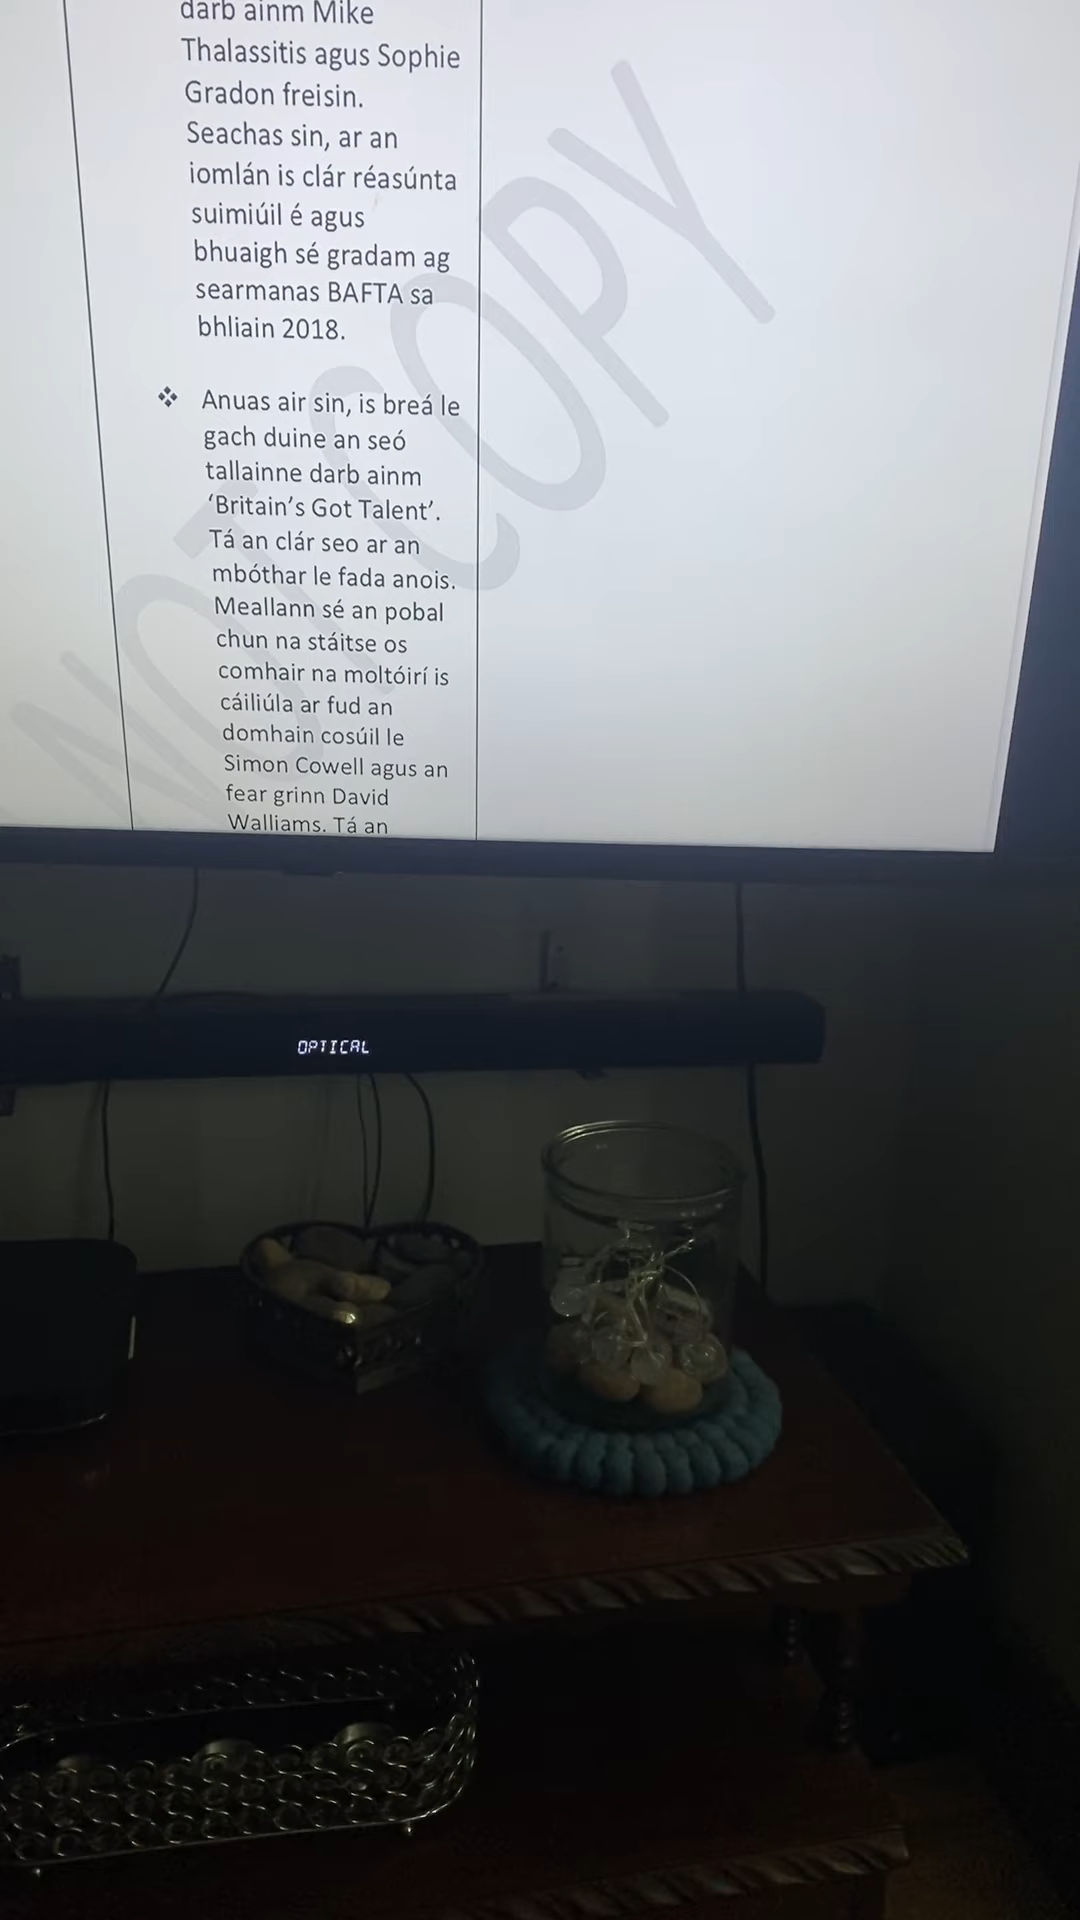 darb ainm Mike
Thalassitis agus Sophie
Gradon freisin.
Seachas sin, ar an
iomlán is clár réasúnta
suimiúil é agus
bhuaigh sé gradam ag
searmanas BAFTA sa
bhliain 2018.
❖ Anuas air sin, is breá le
gach duine an seó
tallainne darb ainm
‘Britain’s Got Talent’.
Tá an clár seo ar an
mbóthar le fada anois.
Meallann sé an pobal
chun na stáitse os
comhair na moltóirí is
cáiliúla ar fud an
domhain cosúil le
Simon Cowell agus an
fear grinn David
Walliams. Tá an
NOT COPY
OPTICAL